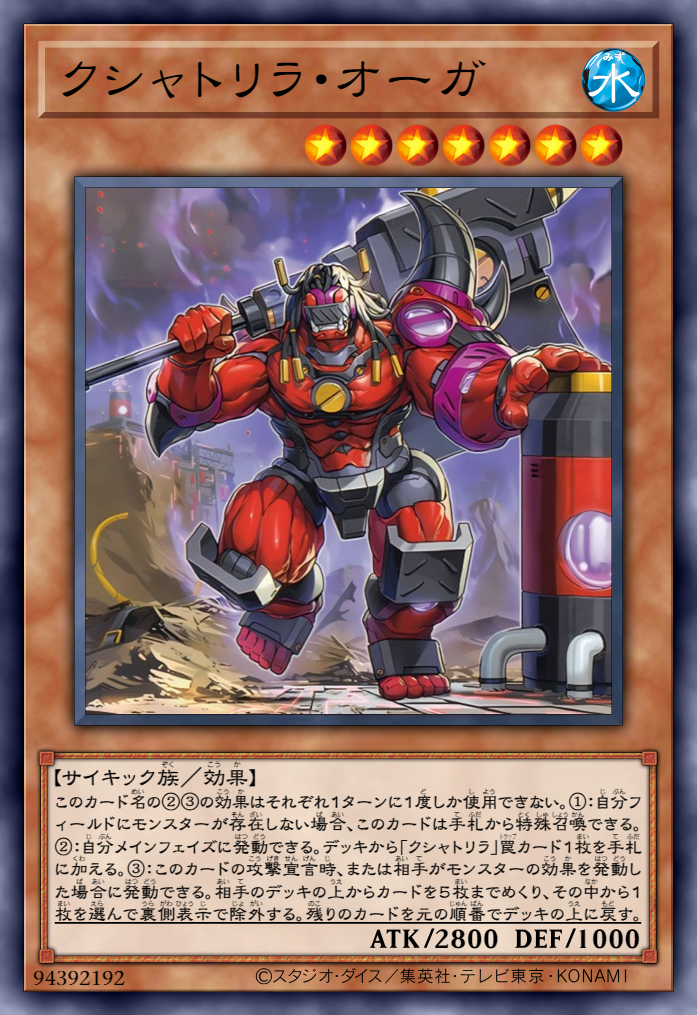 クシャトリラ・オーガ
水
【サイキック族／効果】
このカード名の②③の効果はそれぞれ1ターンに1度しか使用できない。①：自分フ
ィールドにモンスターが存在しない場合、このカードは手札から特殊召喚できる。
②：自分メインフェイズに発動できる。デッキから「クシャトリラ」罠カード1枚を手札
に加える。③：このカードの攻撃宣言時、または相手がモンスターの効果を発動し
た場合に発動できる。相手のデッキの上からカードを5枚までめくり、その中から1
枚を選んで裏側表示で除外する。残りのカードを元の順番でデッキの上に戻す。
ATK/2800 DEF/1000
94392192 ©スタジオ・ダイス／集英社・テレビ東京・KONAMI